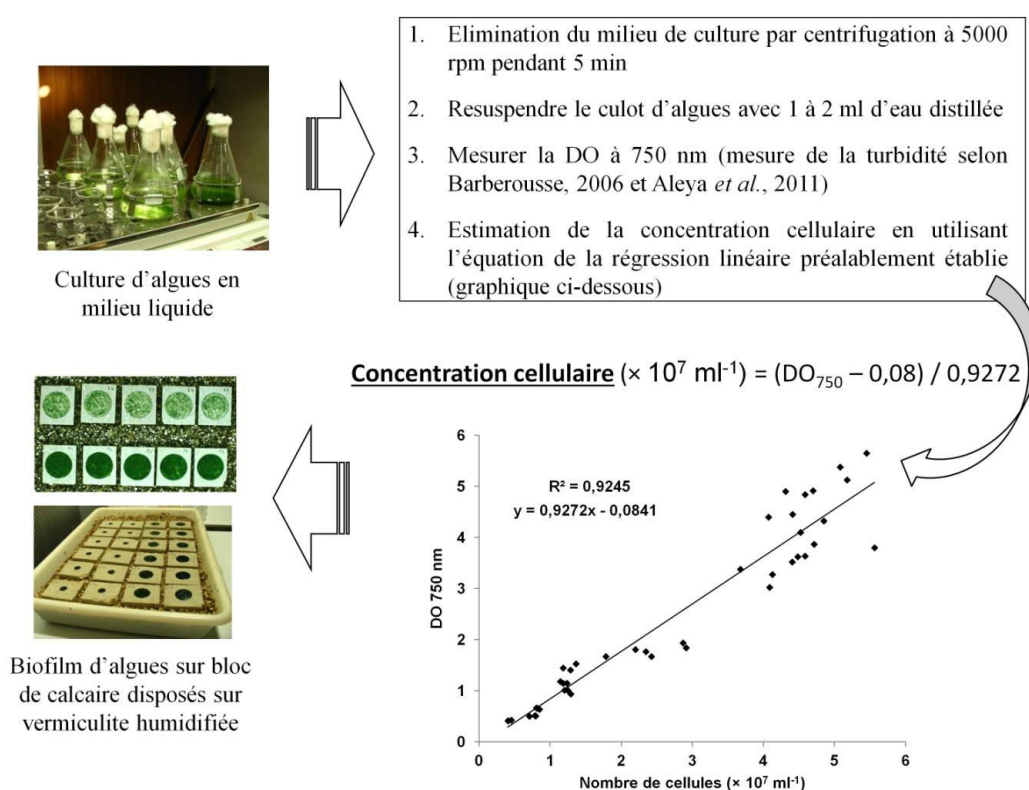 1. Elimination du milieu de culture par centrifugation à 5000
rpm pendant 5 min
2. Resuspendre le culot d'algues avec 1 à 2 ml d'eau distillée
3. Mesurer la DO à 750 nm (mesure de la turbidité selon
Barberousse, 2006 et Aleya et al., 2011)
4. Estimation de la concentration cellulaire en utilisant
l'équation de la régression linéaire préalablement établie
(graphique ci-dessous)
Culture d'algues en
milieu liquide
Concentration cellulaire (× 10⁷ ml⁻¹) = (DO₇₅₀ – 0,08) / 0,9272
R² = 0,9245
y = 0,9272x - 0,0841
DO 750 nm
6
5
4
3
2
1
0
0 1 2 3 4 5 6
Nombre de cellules (× 10⁷ ml⁻¹)
Biofilm d'algues sur bloc
de calcaire disposés sur
vermiculite humidifiée